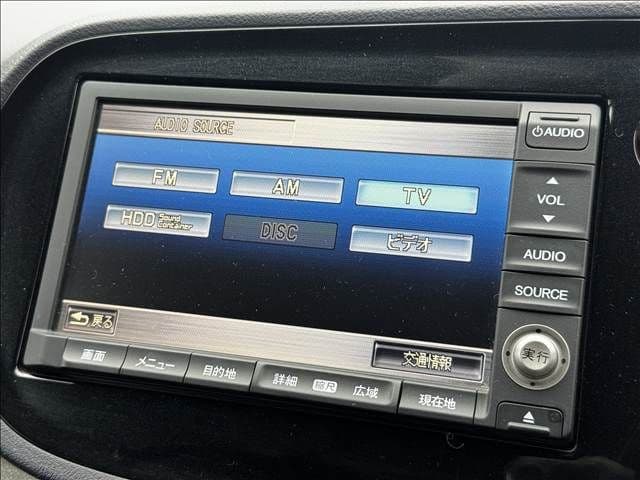 AUDIO SOURCE
FM
AM
TV
HDD Sound Container
DISC
ビデオ
戻る
交通情報
AUDIO
VOL
AUDIO
SOURCE
実行
画面
メニュー
目的地
詳細 縮尺 広域
現在地